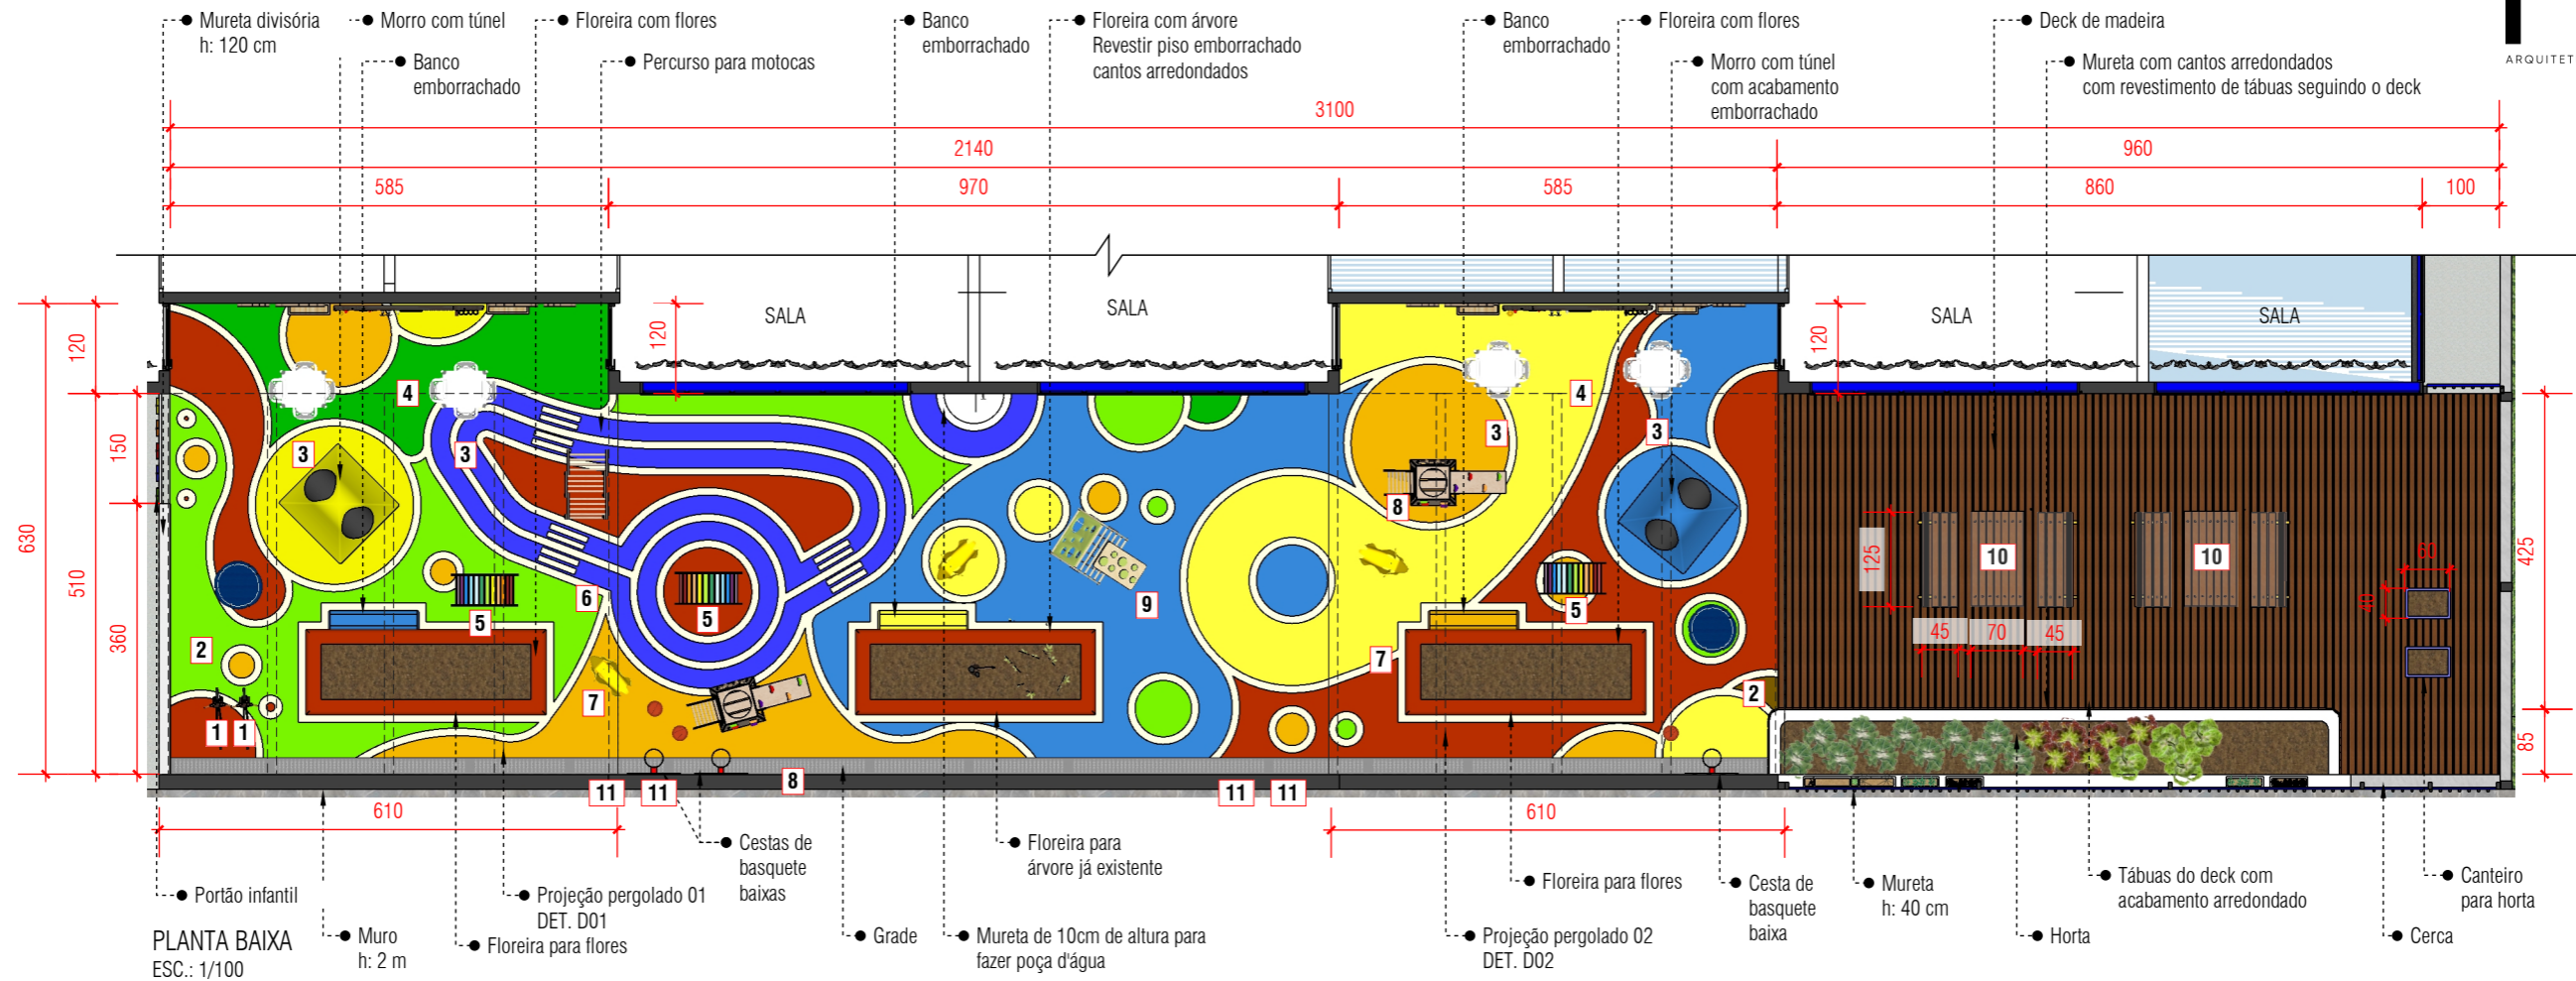 Mureta divisória
h: 120 cm
Morro com túnel
Banco
emborrachado
Floreira com flores
Percurso para motocas
Banco
emborrachado
Floreira com árvore
Revestir piso emborrachado
cantos arredondados
Banco
emborrachado
Floreira com flores
Morro com túnel
com acabamento
emborrachado
Deck de madeira
Mureta com cantos arredondados
com revestimento de tábuas seguindo o deck
ARQUITET
3100
2140
960
585
970
585
860
100
SALA
SALA
SALA
SALA
120
120
120
630
510
150
360
425
85
4
4
3
3
3
3
8
10
10
125
60
40
9
6
5
5
5
45
70
45
2
7
7
2
1
1
8
11
11
11
11
610
610
Cestas de
basquete
baixas
Floreira para
árvore já existente
Portão infantil
Projeção pergolado 01
DET. D01
Floreira para flores
Cesta de
basquete
baixa
Mureta
h: 40 cm
Tábuas do deck com
acabamento arredondado
Canteiro
para horta
PLANTA BAIXA
ESC.: 1/100
Muro
h: 2 m
Floreira para flores
Grade
Mureta de 10cm de altura para
fazer poça d'água
Projeção pergolado 02
DET. D02
Horta
Cerca